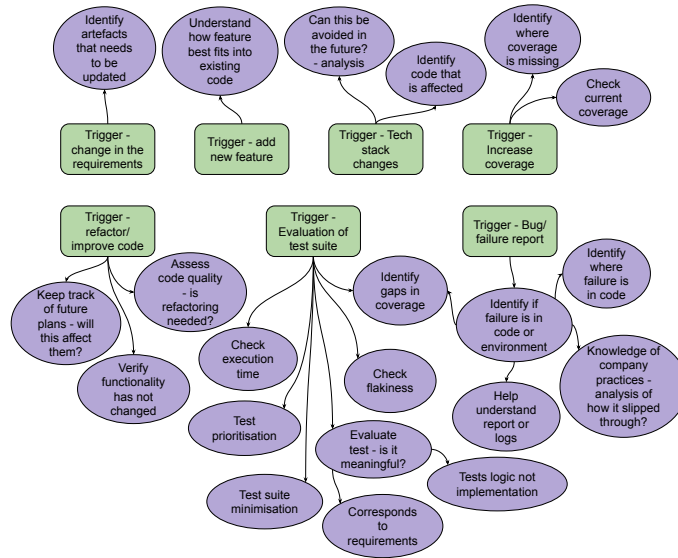 Identify
artefacts
that needs
to be
updated
Understand
how feature
best fits into
existing
code
Can this be
avoided in
the future?
- analysis
Identify
code that
is affected
Identify
where
coverage
is missing
Check
current
coverage
Trigger -
change in the
requirements
Trigger - add
new feature
Trigger - Tech
stack
changes
Trigger -
Increase
coverage
Trigger -
refactor/
improve code
Trigger -
Evaluation of
test suite
Trigger - Bug/
failure report
Keep track
of future
plans - will
this affect
them?
Assess
code quality
- is
refactoring
needed?
Verify
functionality
has not
changed
Check
execution
time
Identify
gaps in
coverage
Check
flakiness
Test
prioritisation
Evaluate
test - is it
meaningful?
Test suite
minimisation
Corresponds
to
requirements
Tests logic not
implementation
Identify if
failure is in
code or
environment
Identify
where
failure is
in code
Help
understand
report or
logs
Knowledge of
company
practices -
analysis of
how it slipped
through?